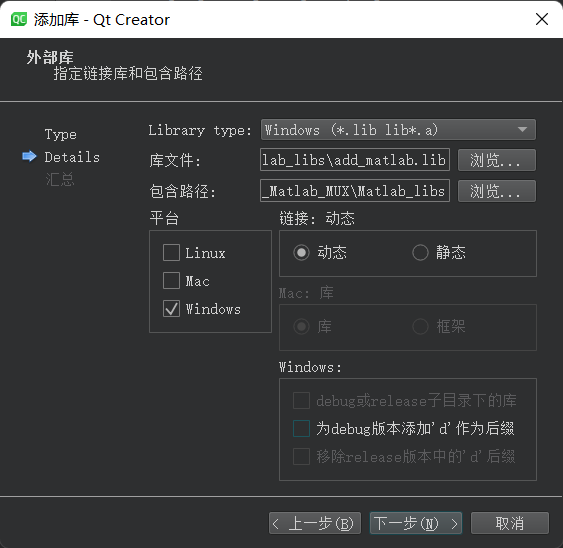 添加库 - Qt Creator
外部库
指定链接库和包含路径
Type
Details
汇总
Library type: Windows (*.lib lib*.a)
库文件: lab_libs\add_matlab.lib 浏览...
包含路径: _Matlab_MUX\Matlab_libs 浏览...
平台
Linux
Mac
Windows
链接: 动态
动态 静态
Mac: 库
库 框架
Windows:
debug或release子目录下的库
为debug版本添加'd'作为后缀
移除release版本中的'd'后缀
< 上一步(B) 下一步(N) > 取消